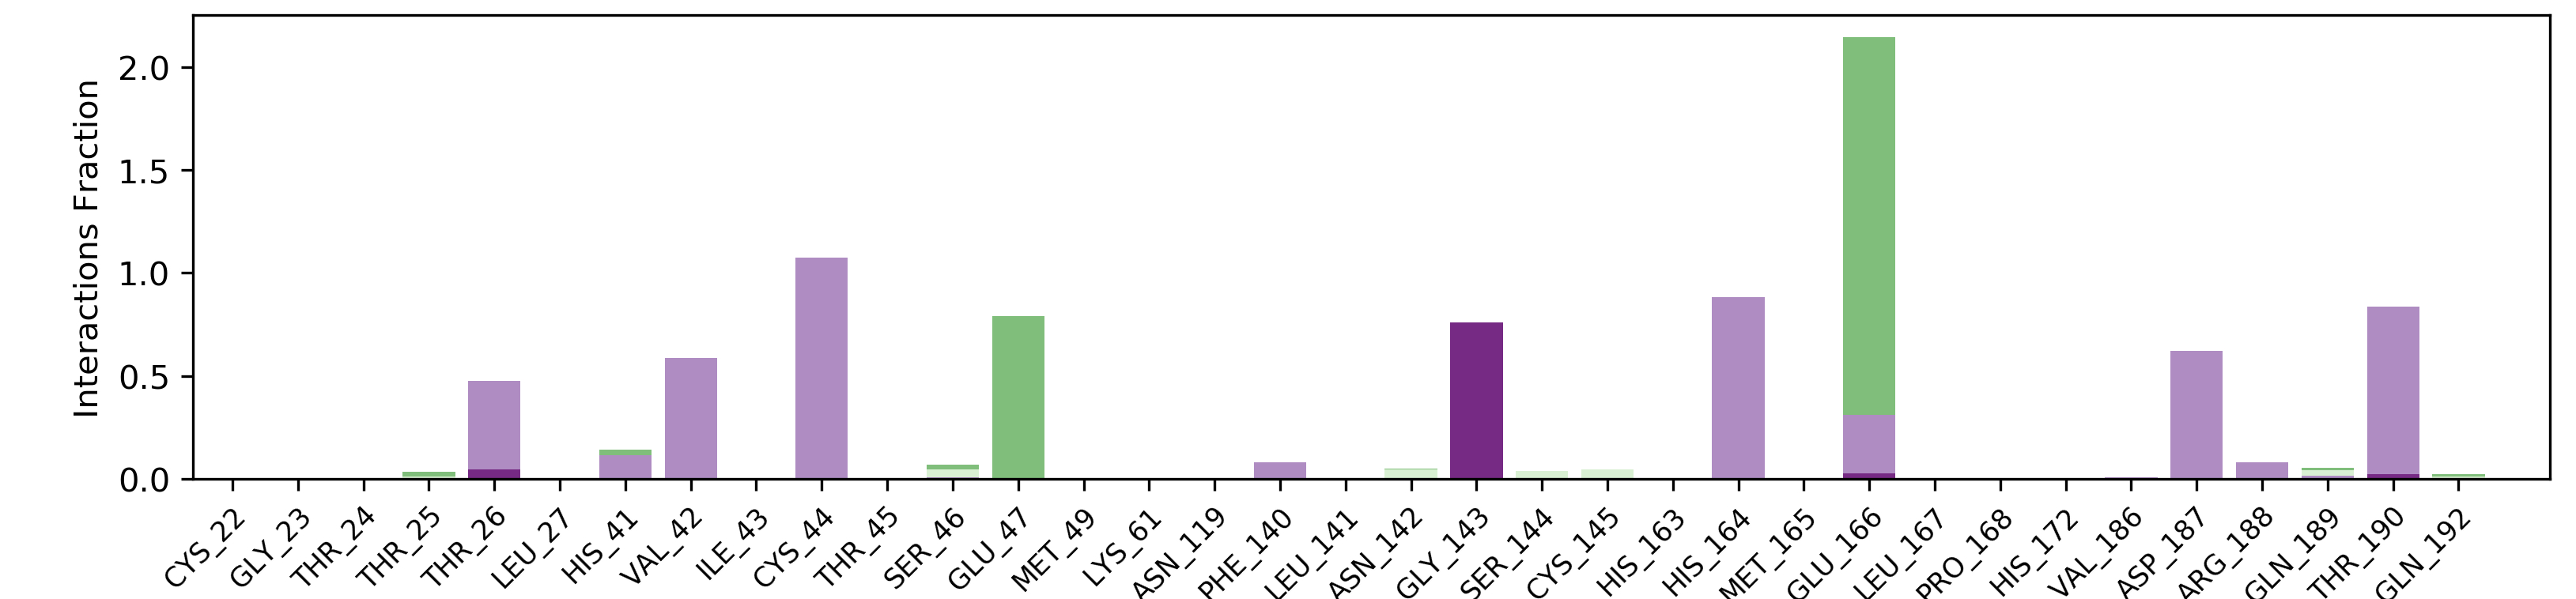 Interactions Fraction
2.0
1.5
1.0
0.5
0.0
CYS_22
GLY_23
THR_24
THR_25
THR_26
LEU_27
HIS_41
VAL_42
ILE_43
CYS_44
THR_45
SER_46
GLU_47
MET_49
LYS_61
ASN_119
PHE_140
LEU_141
ASN_142
GLY_143
SER_144
CYS_145
HIS_163
HIS_164
MET_165
GLU_166
LEU_167
PRO_168
HIS_172
VAL_186
ASP_187
ARG_188
GLN_189
THR_190
GLN_192